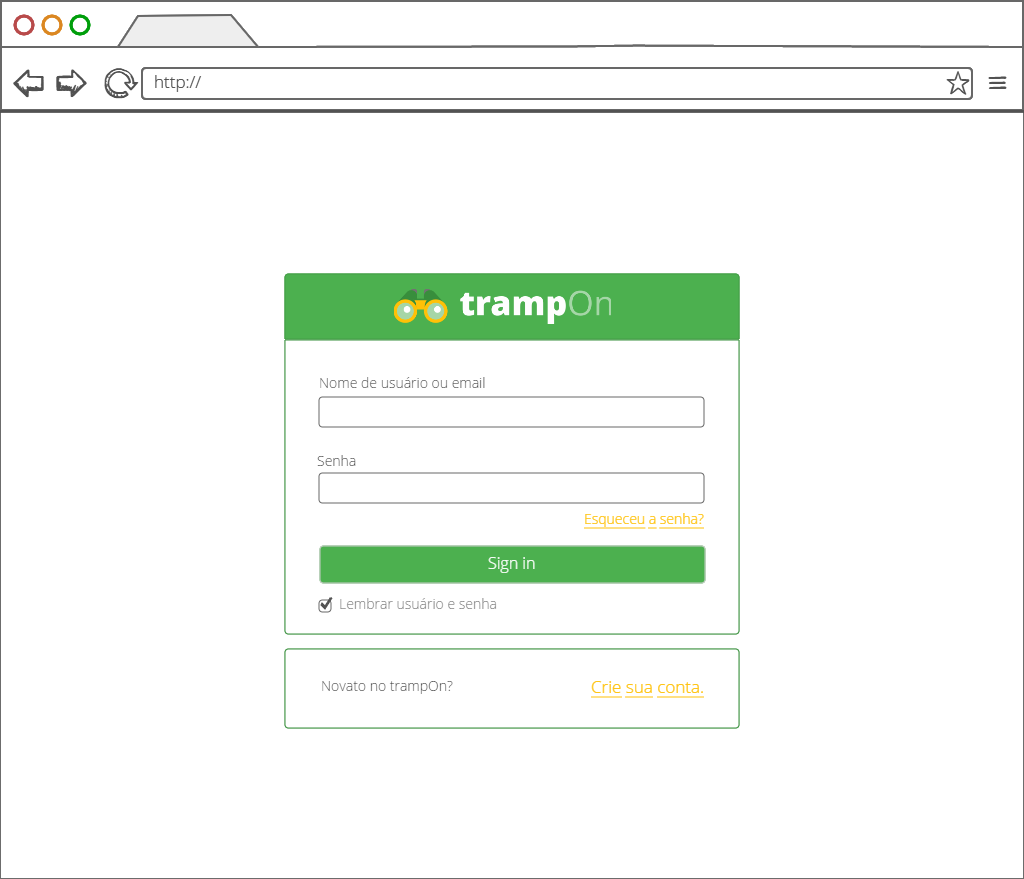 http://
trampOn
Nome de usuário ou email
Senha
Esqueceu a senha?
Sign in
Lembrar usuário e senha
Novato no trampOn? Crie sua conta.